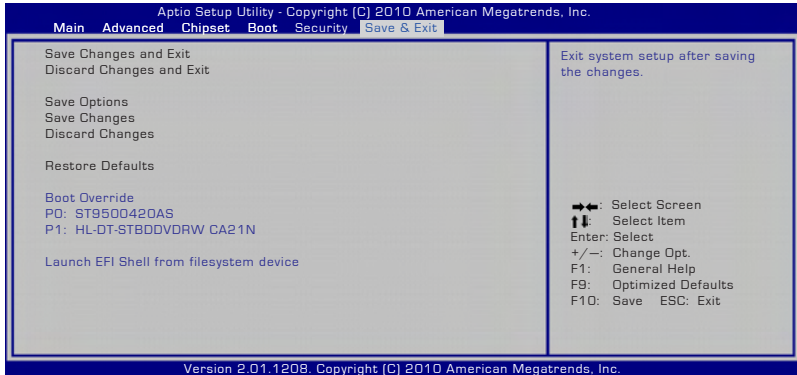 Aptio Setup Utility - Copyright (C) 2010 American Megatrends, Inc.
Main Advanced Chipset Boot Security Save & Exit
Save Changes and Exit
Discard Changes and Exit
Save Options
Save Changes
Discard Changes
Restore Defaults
Boot Override
P0: ST9500420AS
P1: HL-DT-STBDDVDRW CA21N
Launch EFI Shell from filesystem device
Exit system setup after saving
the changes.
→←: Select Screen
↑↓: Select Item
Enter: Select
+/—: Change Opt.
F1: General Help
F9: Optimized Defaults
F10: Save ESC: Exit
Version 2.01.1208. Copyright (C) 2010 American Megatrends, Inc.